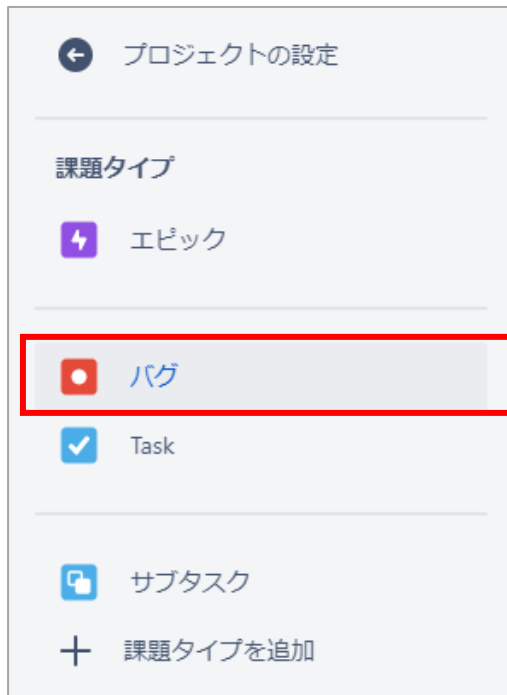 プロジェクトの設定
課題タイプ
エピック
バグ
Task
サブタスク
課題タイプを追加